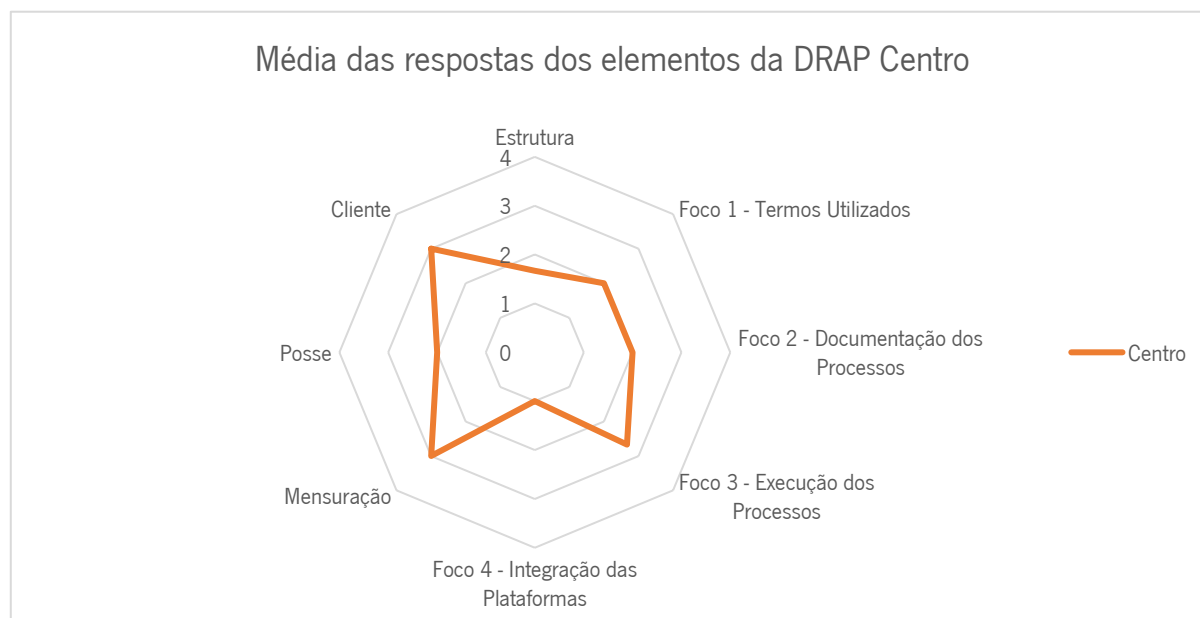 Média das respostas dos elementos da DRAP Centro
Estrutura
4
Cliente
3
Foco 1 - Termos Utilizados
2
1
Posse
0
Foco 2 - Documentação dos
Processos
Centro
Mensuração
Foco 3 - Execução dos
Processos
Foco 4 - Integração das
Plataformas